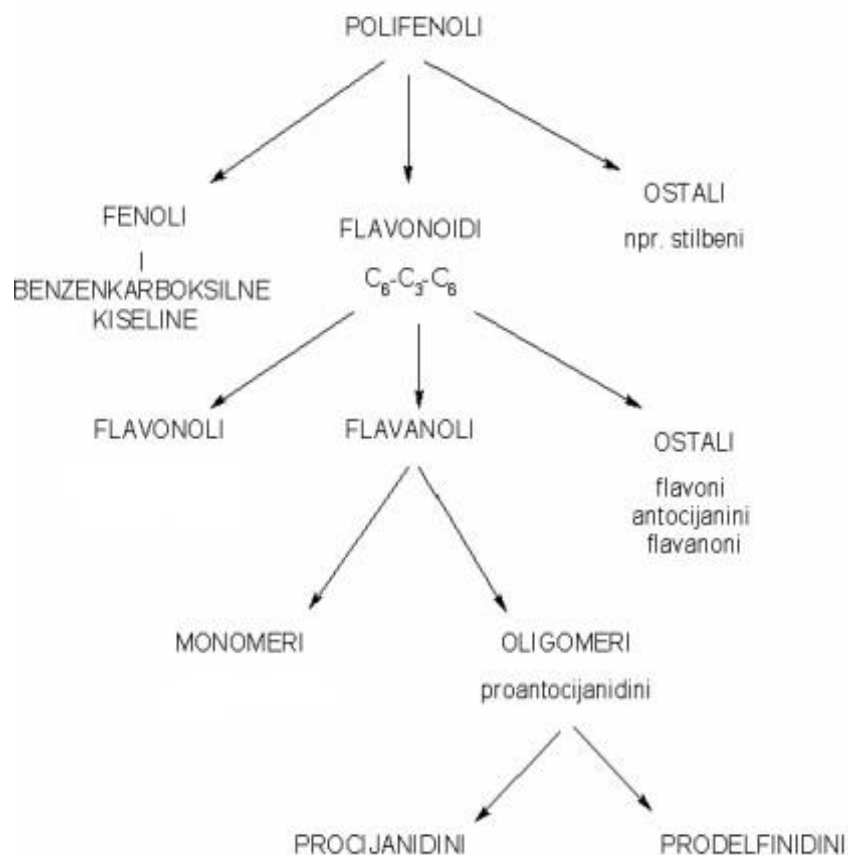 POLIFENOLI
FENOLI
BENZENKARBOKSILNE
KISELINE
FLAVONOIDI
C₆-C₃-C₆
OSTALI
npr. stilbeni
FLAVONOLI
FLAVANOLI
OSTALI
flavoni
antocijanini
flavanoni
MONOMERI
OLIGOMERI
proantocijanidini
PROCIJANIDINI
PRODELFINIDINI